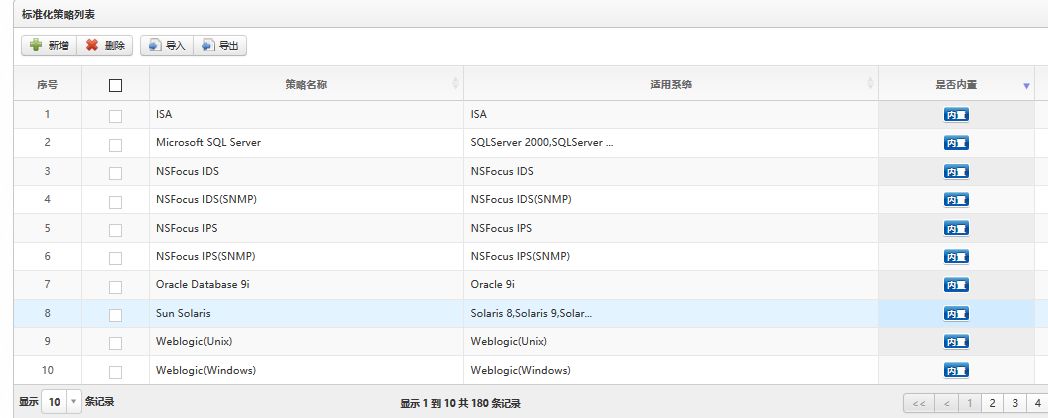 标准化策略列表
新增 删除 导入 导出
序号 策略名称 适用系统 是否内置
1 ISA ISA 内置
2 Microsoft SQL Server SQLServer 2000,SQLServer ... 内置
3 NSFocus IDS NSFocus IDS 内置
4 NSFocus IDS(SNMP) NSFocus IDS(SNMP) 内置
5 NSFocus IPS NSFocus IPS 内置
6 NSFocus IPS(SNMP) NSFocus IPS(SNMP) 内置
7 Oracle Database 9i Oracle 9i 内置
8 Sun Solaris Solaris 8,Solaris 9,Solar... 内置
9 Weblogic(Unix) Weblogic(Unix) 内置
10 Weblogic(Windows) Weblogic(Windows) 内置
显示 10 条记录 显示 1 到 10 共 180 条记录 << < 1 2 3 4